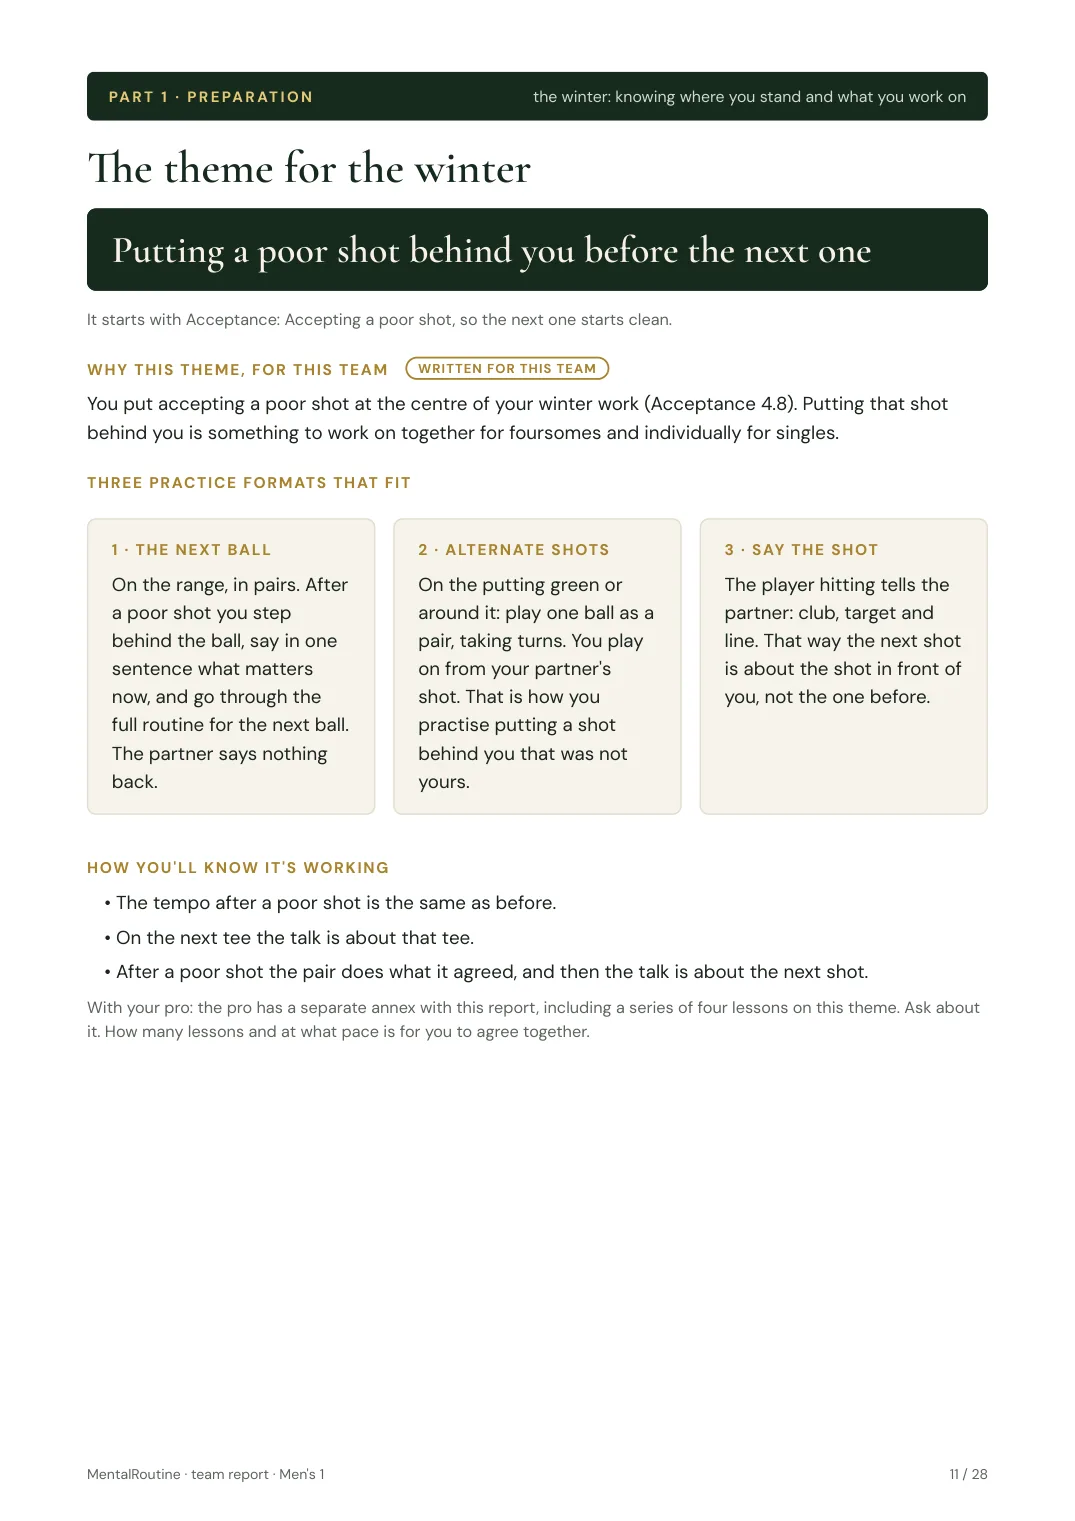 PART 1 · PREPARATION
the winter: knowing where you stand and what you work on
The theme for the winter
Putting a poor shot behind you before the next one
It starts with Acceptance: Accepting a poor shot, so the next one starts clean.
WHY THIS THEME, FOR THIS TEAM
WRITTEN FOR THIS TEAM
You put accepting a poor shot at the centre of your winter work (Acceptance 4.8). Putting that shot
behind you is something to work on together for foursomes and individually for singles.
THREE PRACTICE FORMATS THAT FIT
1 · THE NEXT BALL
On the range, in pairs. After
a poor shot you step
behind the ball, say in one
sentence what matters
now, and go through the
full routine for the next ball.
The partner says nothing
back.
2 · ALTERNATE SHOTS
On the putting green or
around it: play one ball as a
pair, taking turns. You play
on from your partner's
shot. That is how you
practise putting a shot
behind you that was not
yours.
3 · SAY THE SHOT
The player hitting tells the
partner: club, target and
line. That way the next shot
is about the shot in front of
you, not the one before.
HOW YOU'LL KNOW IT'S WORKING
• The tempo after a poor shot is the same as before.
• On the next tee the talk is about that tee.
• After a poor shot the pair does what it agreed, and then the talk is about the next shot.
With your pro: the pro has a separate annex with this report, including a series of four lessons on this theme. Ask about
it. How many lessons and at what pace is for you to agree together.
MentalRoutine · team report · Men's 1
11 / 28